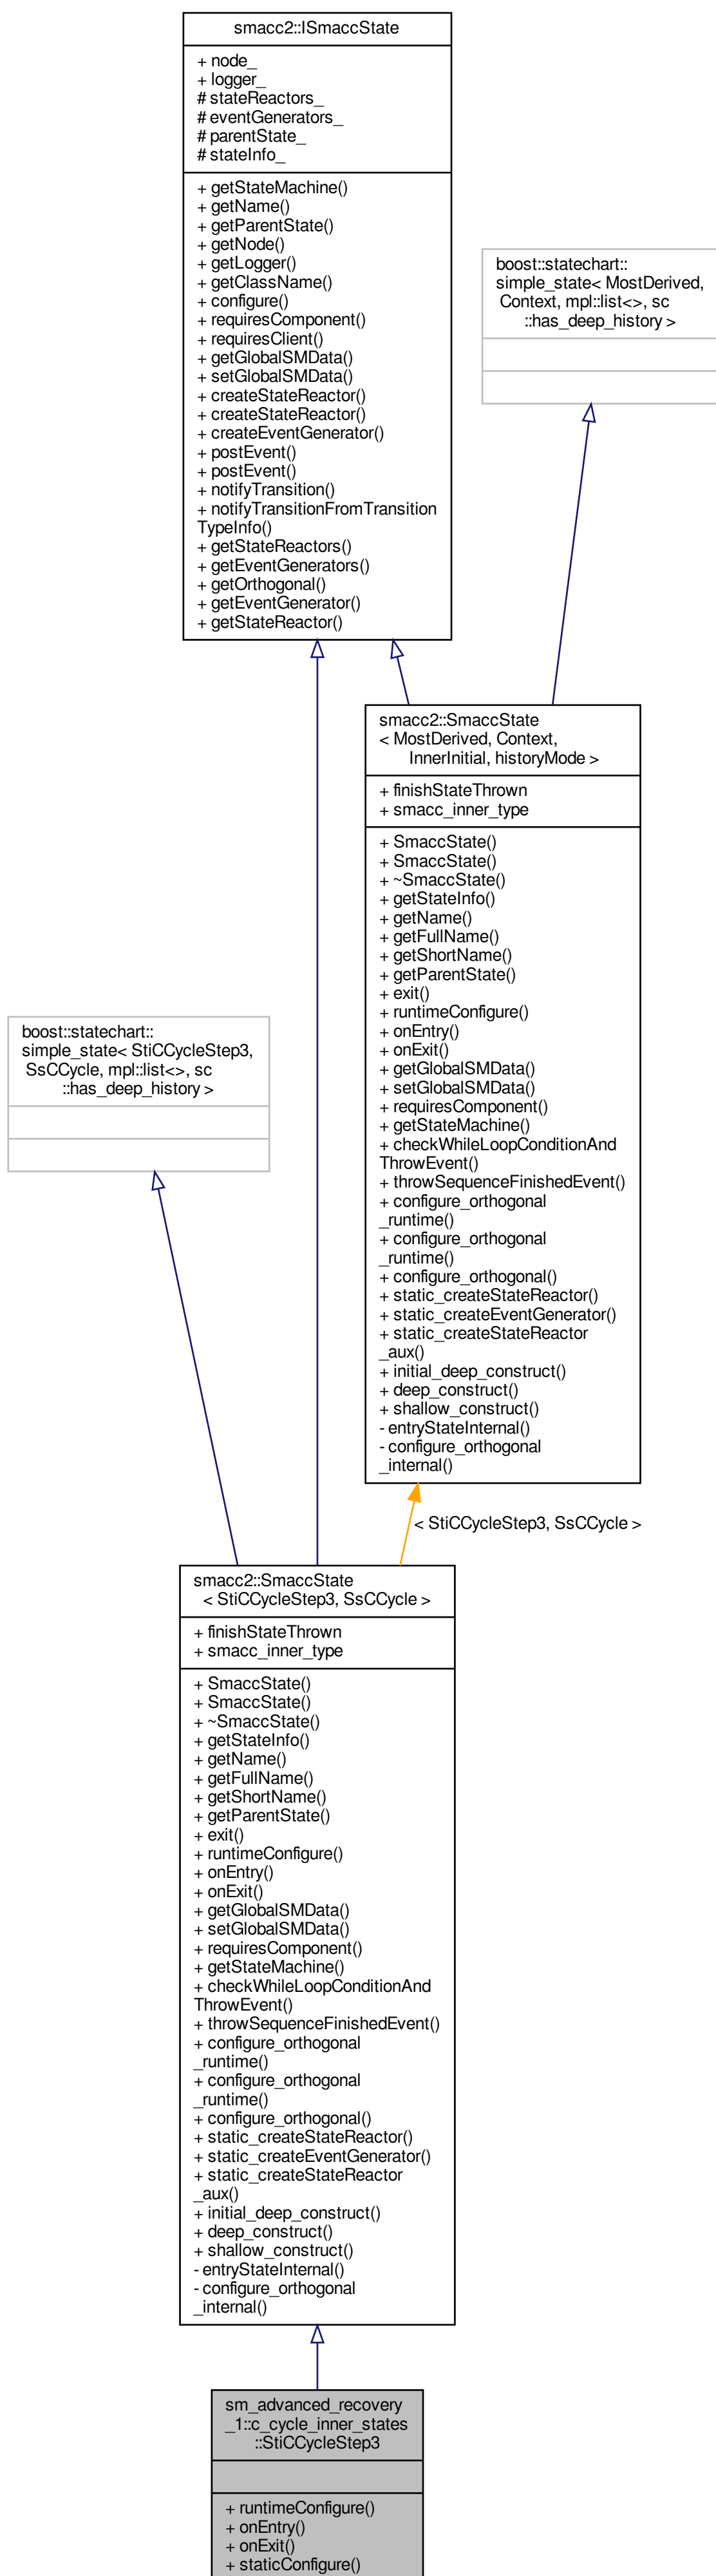 smacc2::ISmaccState
+ node_
+ logger_
# stateReactors_
# eventGenerators_
# parentState_
# stateInfo_
+ getStateMachine()
+ getName()
+ getParentState()
+ getNode()
+ getLogger()
+ getClassName()
+ configure()
+ requiresComponent()
+ requiresClient()
+ getGlobalSMData()
+ setGlobalSMData()
+ createStateReactor()
+ createStateReactor()
+ createEventGenerator()
+ postEvent()
+ postEvent()
+ notifyTransition()
+ notifyTransitionFromTransition
TypeInfo()
+ getStateReactors()
+ getEventGenerators()
+ getOrthogonal()
+ getEventGenerator()
+ getStateReactor()
boost::statechart::
simple_state< MostDerived,
Context, mpl::list<>, sc
::has_deep_history >
smacc2::SmaccState
< MostDerived, Context,
InnerInitial, historyMode >
+ finishStateThrown
+ smacc_inner_type
+ SmaccState()
+ SmaccState()
+ ~SmaccState()
+ getStateInfo()
+ getName()
+ getFullName()
+ getShortName()
+ getParentState()
+ exit()
+ runtimeConfigure()
+ onEntry()
+ onExit()
+ getGlobalSMData()
+ setGlobalSMData()
+ requiresComponent()
+ getStateMachine()
+ checkWhileLoopConditionAnd
ThrowEvent()
+ throwSequenceFinishedEvent()
+ configure_orthogonal
_runtime()
+ configure_orthogonal
_runtime()
+ configure_orthogonal()
+ static_createStateReactor()
+ static_createEventGenerator()
+ static_createStateReactor
_aux()
+ initial_deep_construct()
+ deep_construct()
+ shallow_construct()
- entryStateInternal()
- configure_orthogonal
_internal()
boost::statechart::
simple_state< StiCCycleStep3,
SsCCycle, mpl::list<>, sc
::has_deep_history >
< StiCCycleStep3, SsCCycle >
smacc2::SmaccState
< StiCCycleStep3, SsCCycle >
+ finishStateThrown
+ smacc_inner_type
+ SmaccState()
+ SmaccState()
+ ~SmaccState()
+ getStateInfo()
+ getName()
+ getFullName()
+ getShortName()
+ getParentState()
+ exit()
+ runtimeConfigure()
+ onEntry()
+ onExit()
+ getGlobalSMData()
+ setGlobalSMData()
+ requiresComponent()
+ getStateMachine()
+ checkWhileLoopConditionAnd
ThrowEvent()
+ throwSequenceFinishedEvent()
+ configure_orthogonal
_runtime()
+ configure_orthogonal
_runtime()
+ configure_orthogonal()
+ static_createStateReactor()
+ static_createEventGenerator()
+ static_createStateReactor
_aux()
+ initial_deep_construct()
+ deep_construct()
+ shallow_construct()
- entryStateInternal()
- configure_orthogonal
_internal()
sm_advanced_recovery
_1::c_cycle_inner_states
::StiCCycleStep3
+ runtimeConfigure()
+ onEntry()
+ onExit()
+ staticConfigure()